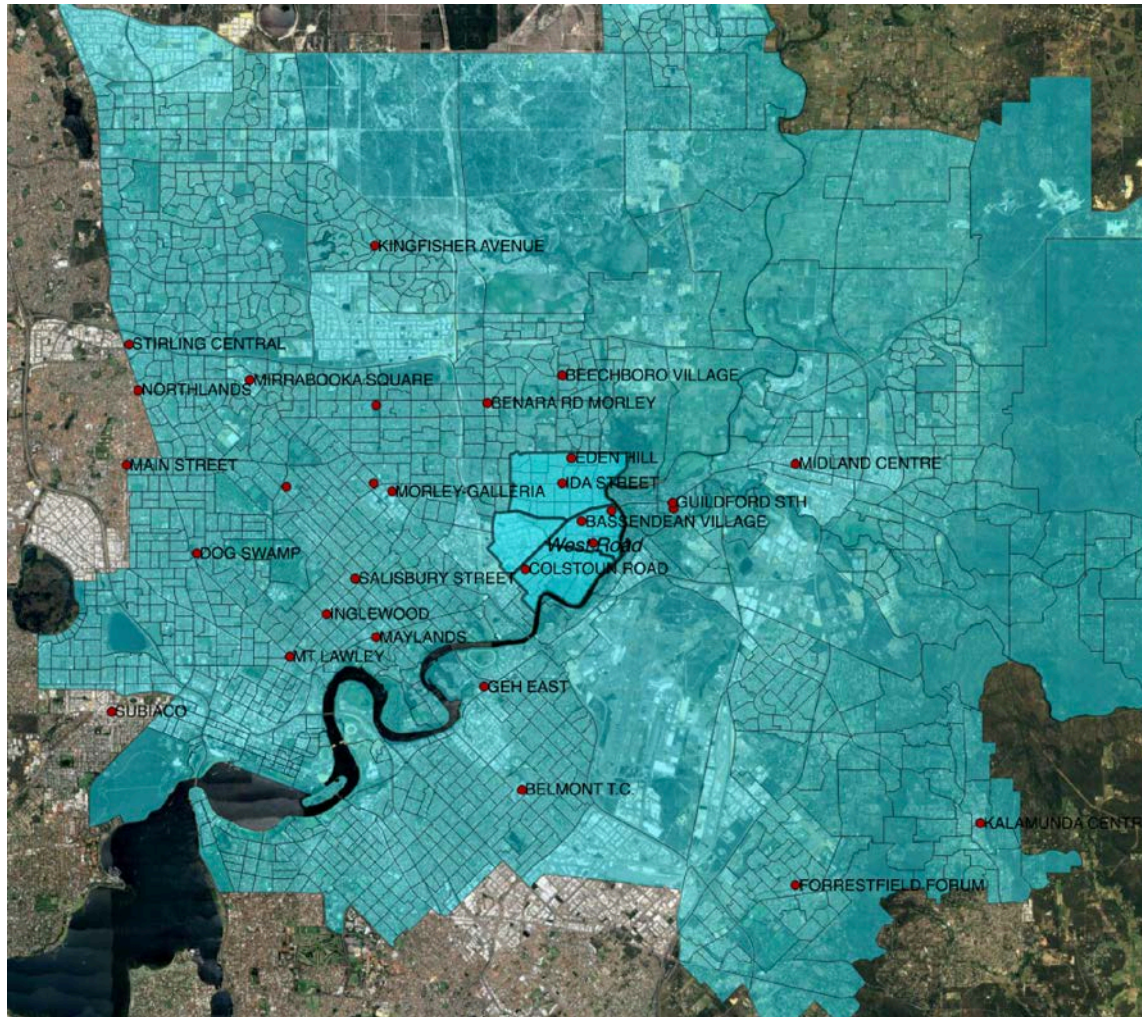 KINGFISHER AVENUE
STIRLING CENTRAL
BEECHBORO VILLAGE
MIRRABOOKA SQUARE
NORTHLANDS
BENARA RD MORLEY
EDEN HILL
MAIN STREET
MIDLAND CENTRE
IDA STREET
MORLEY-GALLERIA
GUILDFORD STH
BASSENDEAN VILLAGE
West Road
DOG SWAMP
COLSTOUN ROAD
SALISBURY STREET
INGLEWOOD
MAYLANDS
MT LAWLEY
GEH EAST
SUBIACO
BELMONT T.C.
KALAMUNDA CENTR
FORRESTFIELD FORUM